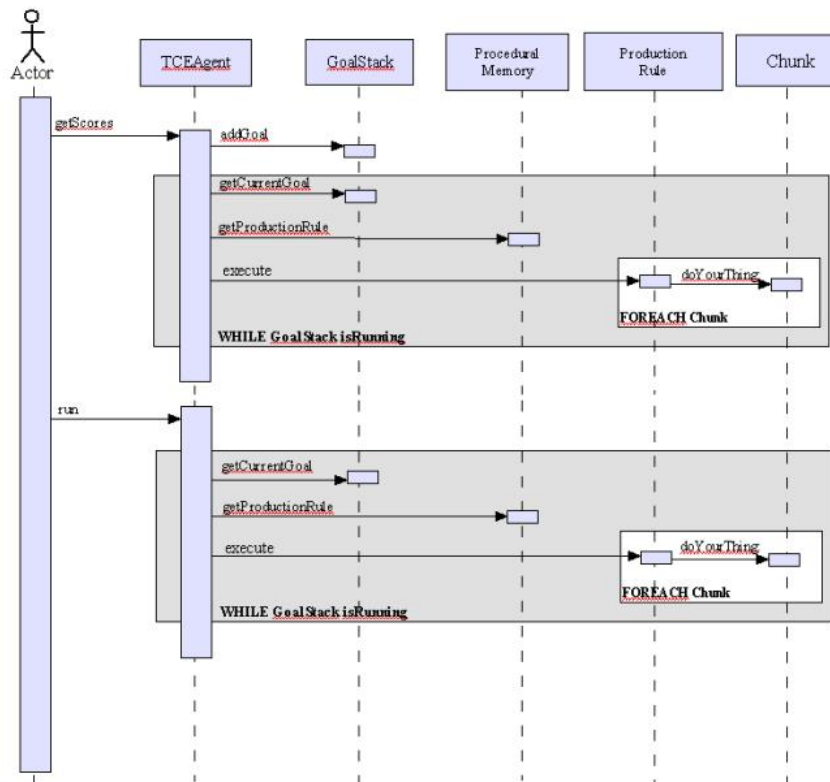 Actor
TCEAgent
GoalStack
Procedural
Memory
Production
Rule
Chunk
getScores
addGoal
getCurrentGoal
getProductionRule
execute
doYourThing
FOREACH Chunk
WHILE GoalStack isRunning
run
getCurrentGoal
getProductionRule
execute
doYourThing
FOREACH Chunk
WHILE GoalStack isRunning